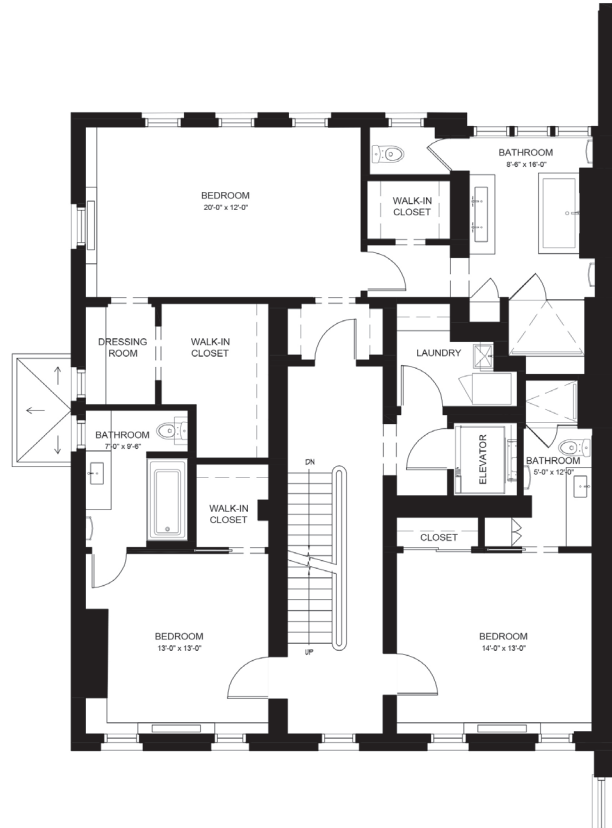 BATHROOM
8'-6" x 16'-0"
BEDROOM
20'-0" x 12'-0"
WALK-IN
CLOSET
DRESSING
ROOM
WALK-IN
CLOSET
LAUNDRY
BATHROOM
7'-0" x 9'-6"
ELEVATOR
BATHROOM
5'-0" x 12'-0"
DN
WALK-IN
CLOSET
CLOSET
BEDROOM
13'-0" x 13'-0"
BEDROOM
14'-0" x 13'-0"
UP